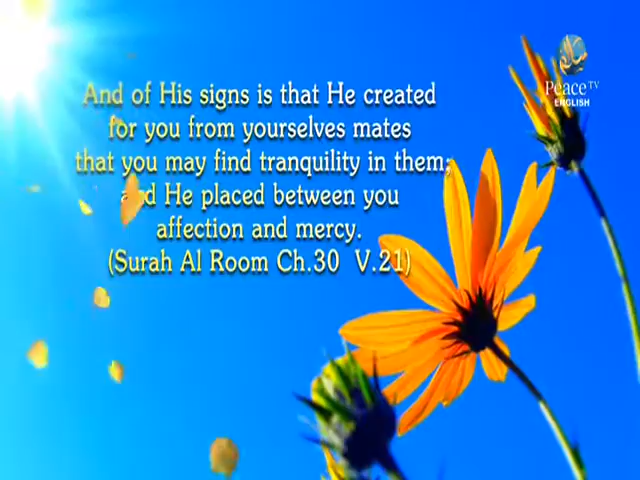 And of His signs is that He created
for you from yourselves mates
that you may find tranquility in them;
and He placed between you
affection and mercy.
(Surah Al Room Ch.30 V.21)
Peace TV
ENGLISH